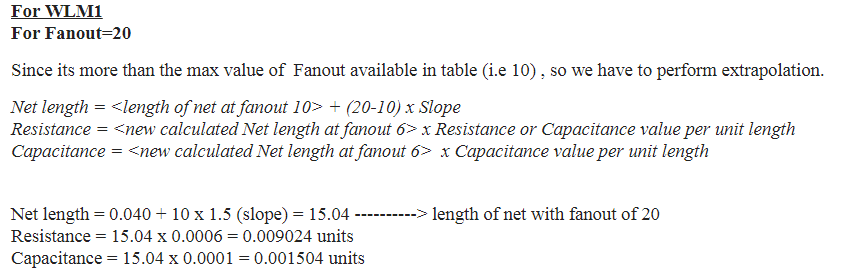 For WLM1
For Fanout=20
Since its more than the max value of Fanout available in table (i.e 10) , so we have to perform extrapolation.
Net length = <length of net at fanout 10> + (20-10) x Slope
Resistance = <new calculated Net length at fanout 6> x Resistance or Capacitance value per unit length
Capacitance = <new calculated Net length at fanout 6> x Capacitance value per unit length
Net length = 0.040 + 10 x 1.5 (slope) = 15.04 ----------> length of net with fanout of 20
Resistance = 15.04 x 0.0006 = 0.009024 units
Capacitance = 15.04 x 0.0001 = 0.001504 units